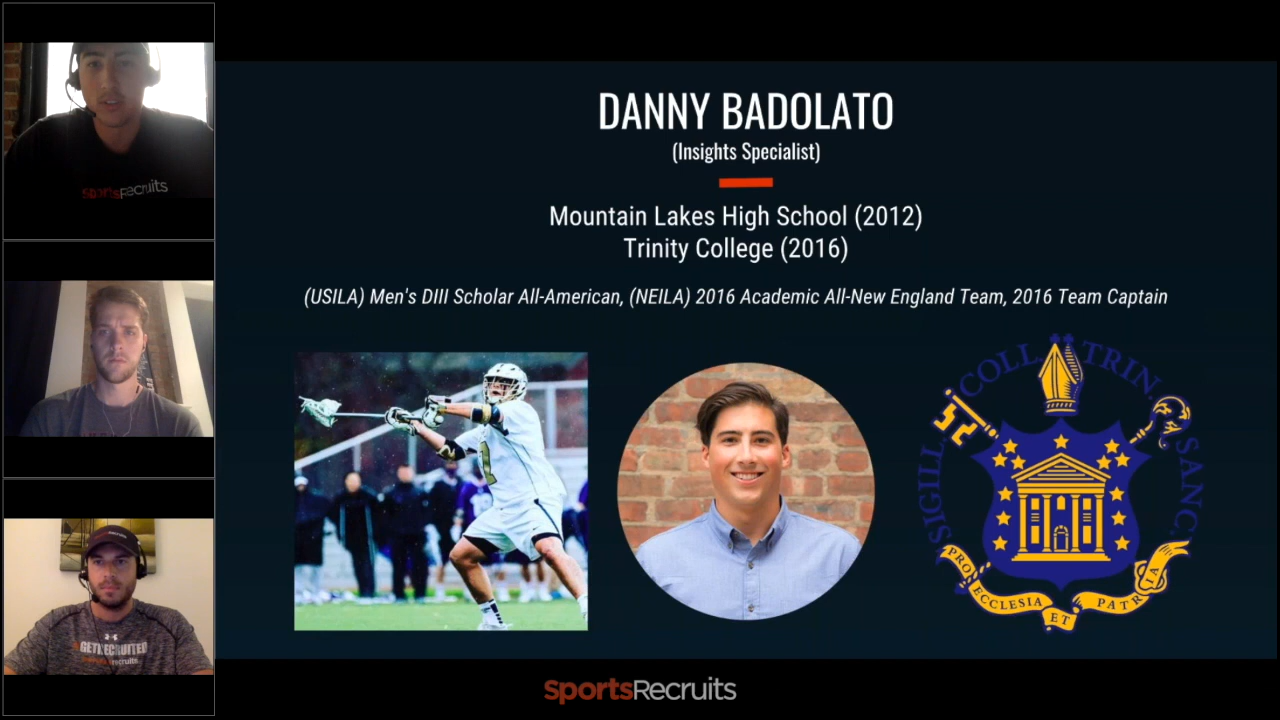 DANNY BADOLATO
(Insights Specialist)
Mountain Lakes High School (2012)
Trinity College (2016)
(USILA) Men's DIII Scholar All-American, (NEILA) 2016 Academic All-New England Team, 2016 Team Captain
SportsRecruits
SIGILL COLL TRIN SANC
PRO ECCLESIA ET PATRIA
1
GETRECRUITED
SportsRecruits